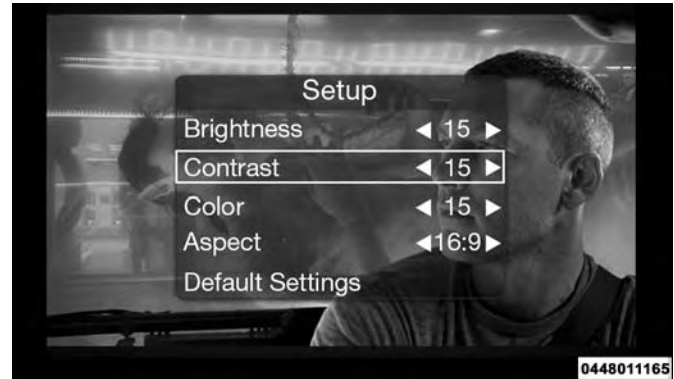 Setup
Brightness ◀ 15 ▶
Contrast ◀ 15 ▶
Color ◀ 15 ▶
Aspect ◀16:9▶
Default Settings
0448011165